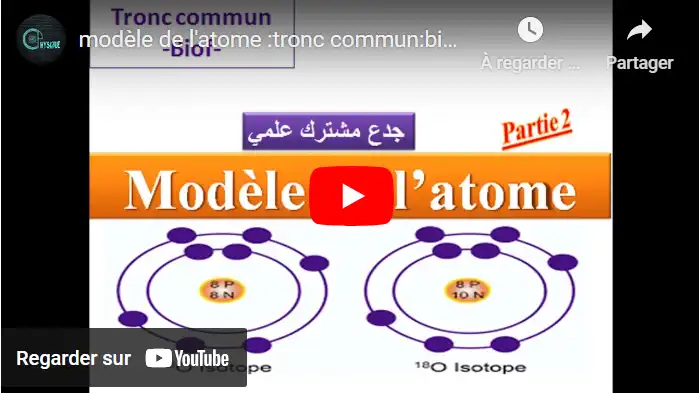 Tronc commun
-Biof-
modèle de l'atome :tronc commun:bi...
À regarder ...
Partager
جدع مشترك علمي
Partie 2
Modèle l'atome
8 P
8 N
8 P
10 N
O Isotope
18O Isotope
Regarder sur YouTube